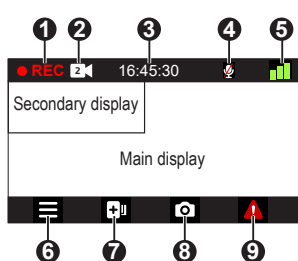 1 2 3 4 5
REC 2 16:45:30
Secondary display
Main display
6 7 8 9